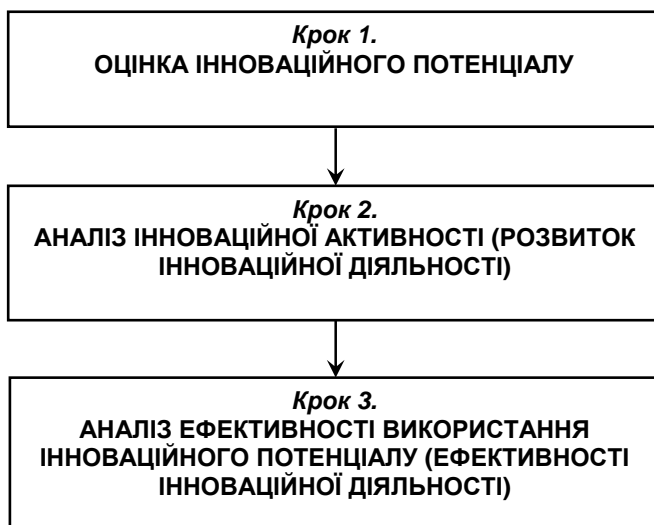 Крок 1.
ОЦІНКА ІННОВАЦІЙНОГО ПОТЕНЦІАЛУ
Крок 2.
АНАЛІЗ ІННОВАЦІЙНОЇ АКТИВНОСТІ (РОЗВИТОК
ІННОВАЦІЙНОЇ ДІЯЛЬНОСТІ)
Крок 3.
АНАЛІЗ ЕФЕКТИВНОСТІ ВИКОРИСТАННЯ
ІННОВАЦІЙНОГО ПОТЕНЦІАЛУ (ЕФЕКТИВНОСТІ
ІННОВАЦІЙНОЇ ДІЯЛЬНОСТІ)